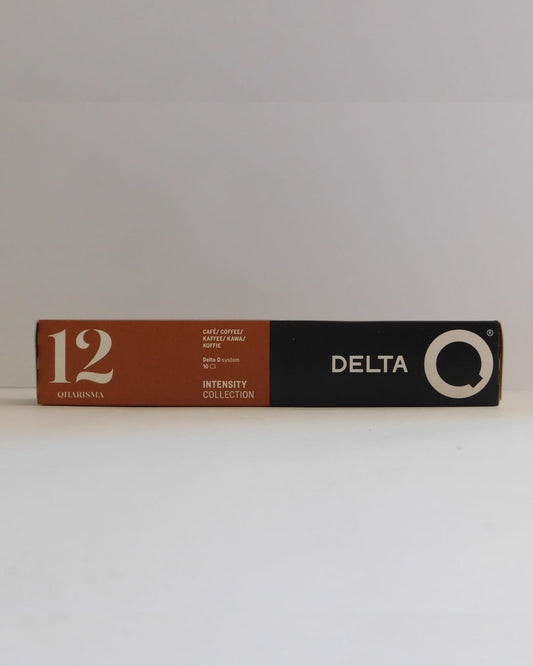 12
QHARISMA
CAFÉ/ COFFEE/
KAFFEE/ KAWA/
KOFFIE
Delta Q system
10
INTENSITY
COLLECTION
DELTA Q®